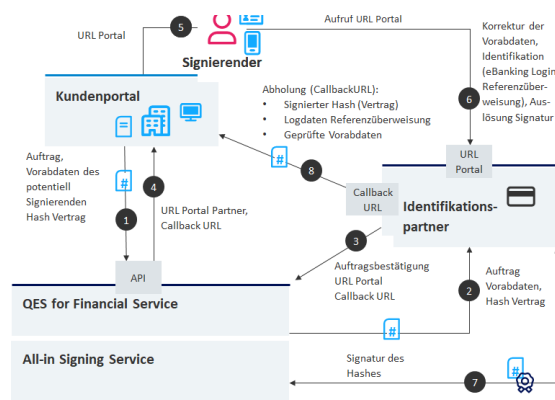 5
Aufruf URL Portal
URL Portal
Signierender
Korrektur der
Vorabdaten,
Identifikation
(eBanking Login
Referenzüber-
weisung), Aus-
lösung Signatur
6
Kundenportal
Abholung (CallbackURL):
• Signierter Hash (Vertrag)
• Logdaten Referenzüberweisung
• Geprüfte Vorabdaten
#
8
URL
Portal
Auftrag,
Vorabdaten des
potentiell
Signierenden
Hash Vertrag
#
1
4
URL Portal Partner,
Callback URL
Callback
URL
Identifikations-
partner
3
Auftragsbestätigung
URL Portal
Callback URL
2
Auftrag
Vorabdaten,
Hash Vertrag
API
QES for Financial Service
#
All-in Signing Service
Signatur des
Hashes
7
#